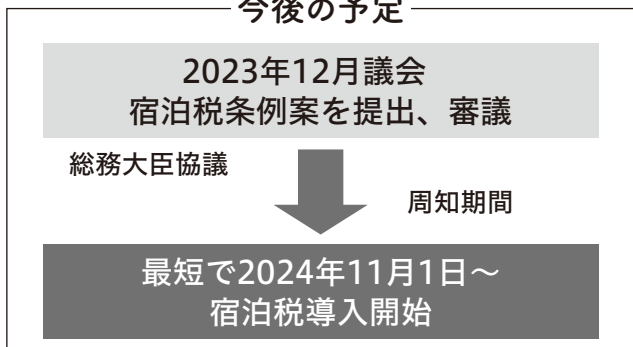 今後の予定
2023年12月議会
宿泊税条例案を提出、審議
総務大臣協議
周知期間
最短で2024年11月1日～
宿泊税導入開始